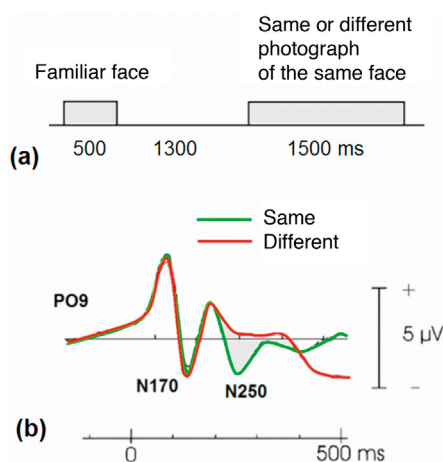 Familiar face
Same or different
photograph
of the same face
500
1300
1500 ms
(a)
Same
Different
PO9
+
5 µV
-
N170
N250
(b)
0
500 ms